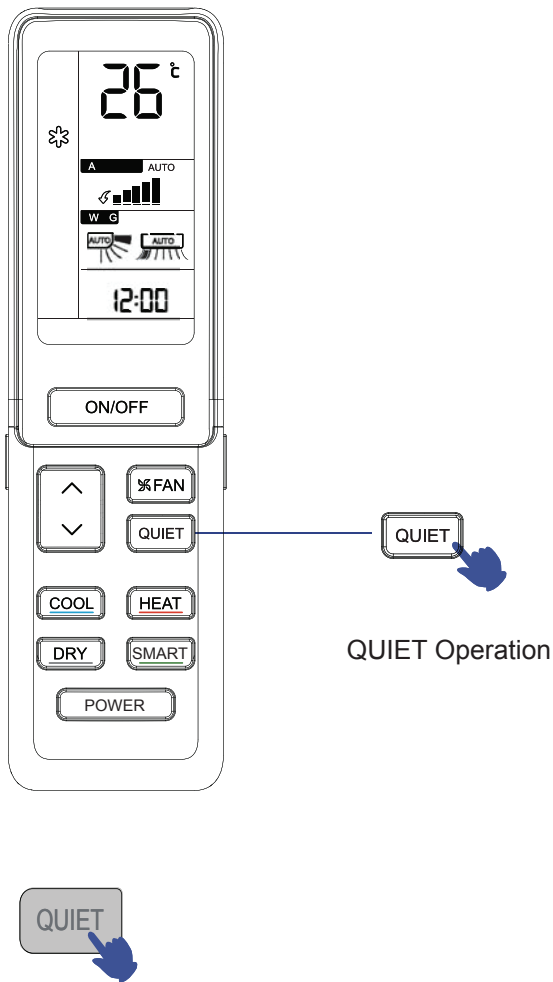 26 °C
A AUTO
W G
AUTO AUTO
12:00
ON/OFF
FAN
QUIET
QUIET
COOL HEAT
DRY SMART
QUIET Operation
POWER
QUIET